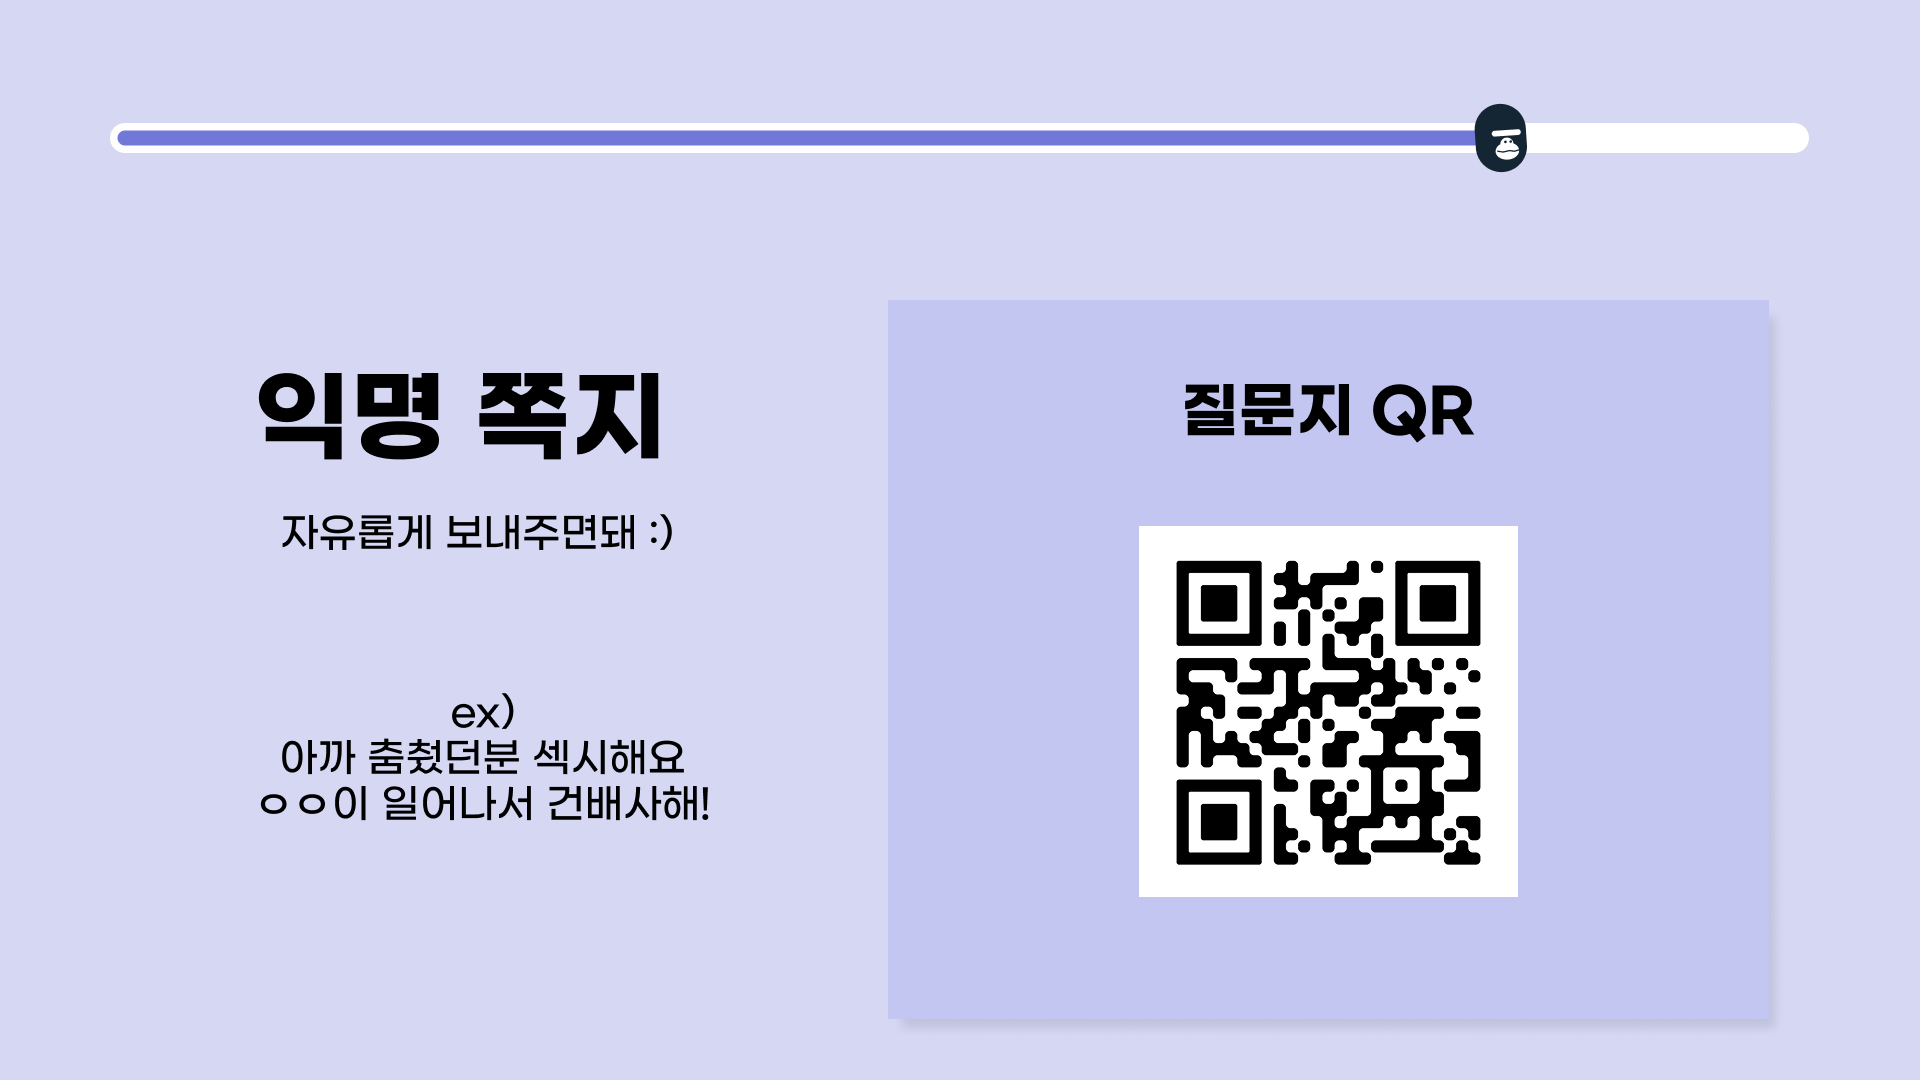 익명 쪽지
자유롭게 보내주면돼 :)
ex)
아까 춤췄던분 섹시해요
ㅇㅇ이 일어나서 건배사해!
질문지 QR